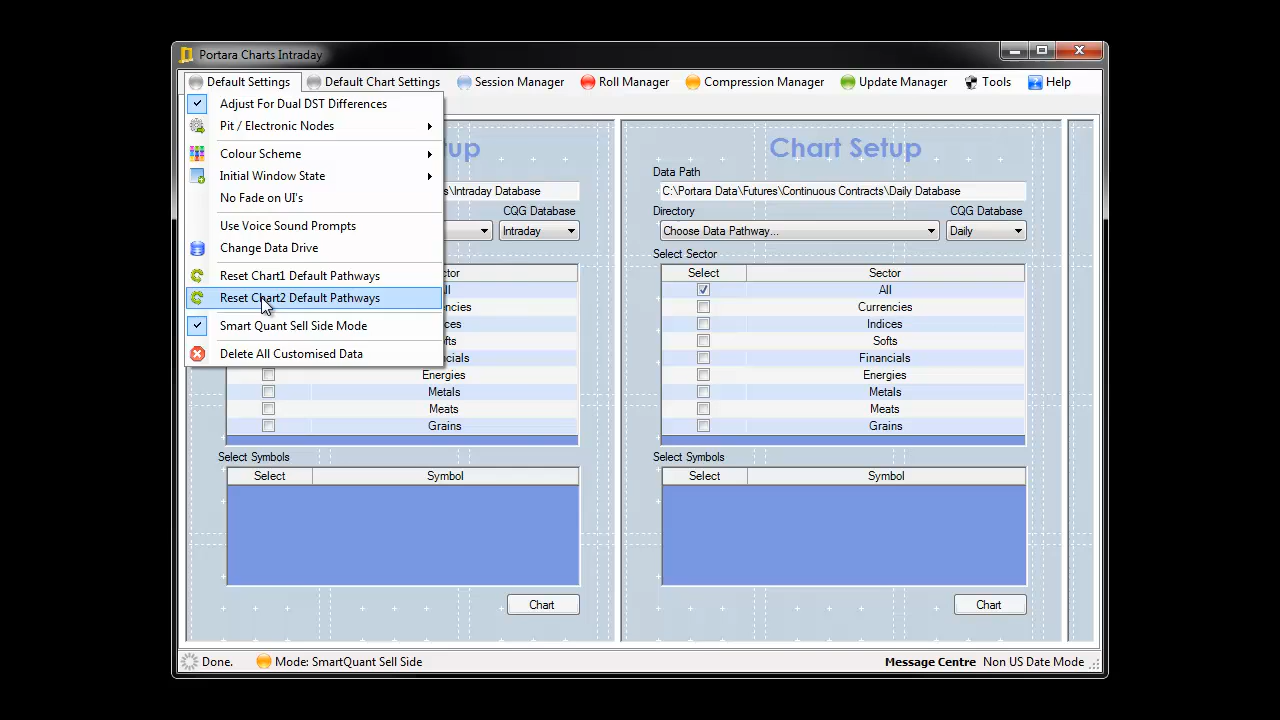 Portara Charts Intraday
Default Settings Default Chart Settings Session Manager Roll Manager Compression Manager Update Manager Tools Help
Adjust For Dual DST Differences
Pit / Electronic Nodes
Colour Scheme
Initial Window State
No Fade on UI's
Use Voice Sound Prompts
Change Data Drive
Reset Chart1 Default Pathways
Reset Chart2 Default Pathways
Smart Quant Sell Side Mode
Delete All Customised Data
up
s\Intraday Database
CQG Database
Intraday
tor
ll
ncies
ces
s
cials
Energies
Metals
Meats
Grains
Select Symbols
Select Symbol
Chart
Chart Setup
Data Path
C:\Portara Data\Futures\Continuous Contracts\Daily Database
Directory CQG Database
Choose Data Pathway... Daily
Select Sector
Select Sector
All
Currencies
Indices
Softs
Financials
Energies
Metals
Meats
Grains
Select Symbols
Select Symbol
Chart
Done. Mode: SmartQuant Sell Side Message Centre Non US Date Mode